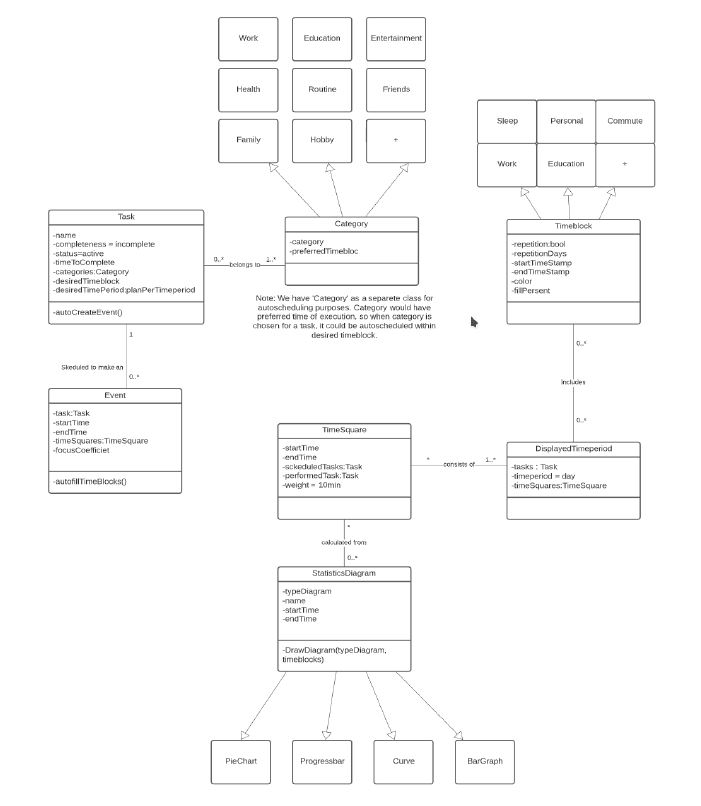 Work
Education
Entertainment
Health
Routine
Friends
Family
Hobby
+
Sleep
Personal
Commute
Work
Education
+
Task
-name
-completeness = incomplete
-status=active
-timeToComplete
-categories:Category
-desiredTimeblock
-desiredTimePeriod:planPerTimeperiod
-autoCreateEvent()
0..*
belongs to
1..*
Category
-category
-preferredTimebloc
Note: We have 'Category' as a separete class for
autoscheduling purposes. Category would have
preferred time of execution, so when category is
chosen for a task, it could be autoscheduled within
desired timeblock.
Timeblock
-repetition:bool
-repetitionDays
-startTimeStamp
-endTimeStamp
-color
-fillPersent
1
Skeduled to make an
0..*
0..*
includes
0..*
Event
-task:Task
-startTime
-endTime
-timeSquares:TimeSquare
-focusCoefficiet
-autofillTimeBlocks()
TimeSquare
-startTime
-endTime
-sckeduledTasks:Task
-performedTask:Task
-weight = 10min
*
consists of
1..*
DisplayedTimeperiod
-tasks : Task
-timeperiod = day
-timeSquares:TimeSquare
*
calculated from
0..*
StatisticsDiagram
-typeDiagram
-name
-startTime
-endTime
-DrawDiagram(typeDiagram,
timeblocks)
PieChart
Progressbar
Curve
BarGraph